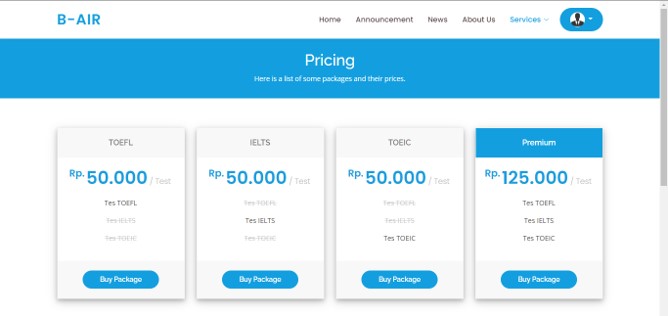 B-AIR
Home Announcement News About Us Services
Pricing
Here is a list of some packages and their prices.
TOEFL
Rp. 50.000 / Test
Tes TOEFL
Tes IELTS
Tes TOEIC
Buy Package
IELTS
Rp. 50.000 / Test
Tes TOEFL
Tes IELTS
Tes TOEIC
Buy Package
TOEIC
Rp. 50.000 / Test
Tes TOEFL
Tes IELTS
Tes TOEIC
Buy Package
Premium
Rp. 125.000 / Test
Tes TOEFL
Tes IELTS
Tes TOEIC
Buy Package